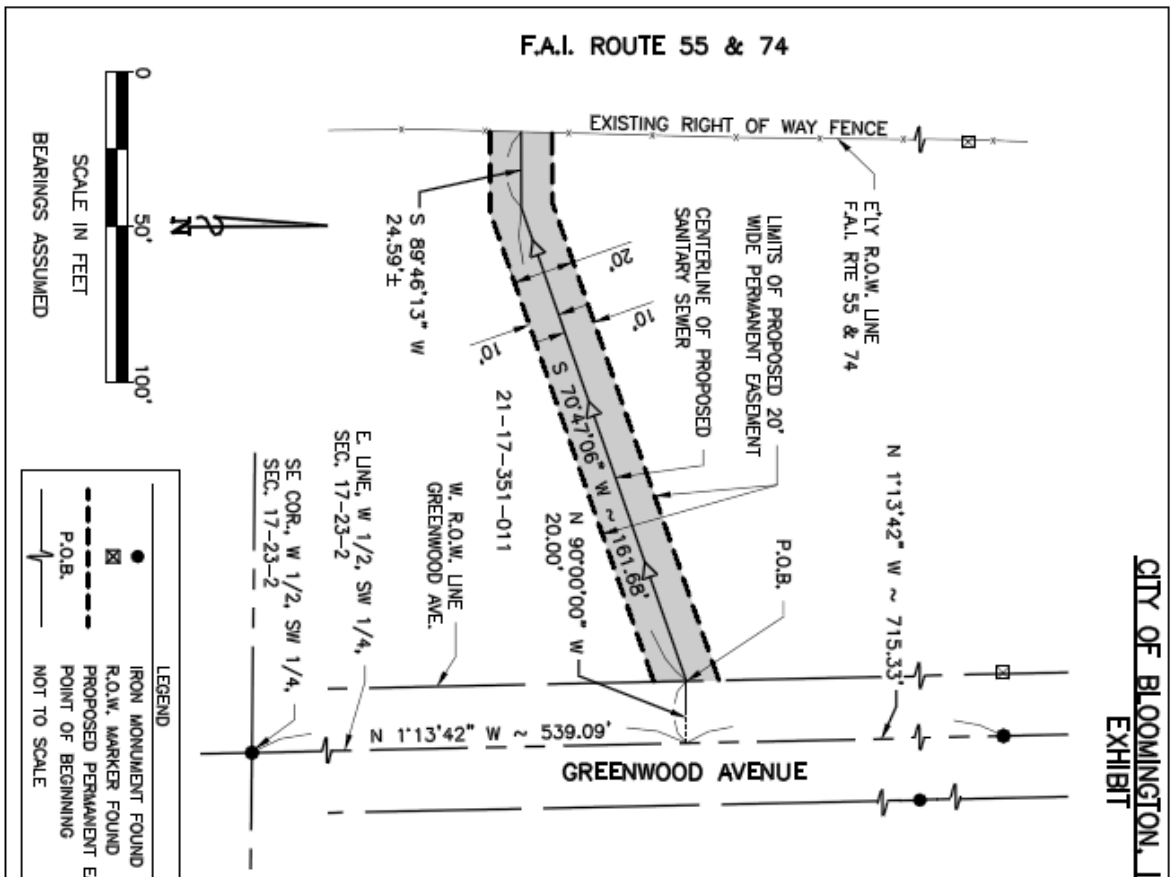 CITY OF BLOOMINGTON,
EXHIBIT
F.A.I. ROUTE 55 & 74
EXISTING RIGHT OF WAY FENCE
E'LY R.O.W. LINE
F.A.I. RTE 55 & 74
LIMITS OF PROPOSED 20'
WIDE PERMANENT EASEMENT
CENTERLINE OF PROPOSED
SANITARY SEWER
S 89°46'13" W
24.59'±
20'
10'
10'
S 70°47'06" W ~ 161.68'
21-17-351-011
N 90°00'00" W
20.00'
P.O.B.
N 1°13'42" W ~ 715.33'
W. R.O.W. LINE
GREENWOOD AVE.
E. LINE, W 1/2, SW 1/4,
SEC. 17-23-2
SE COR., W 1/2, SW 1/4,
SEC. 17-23-2
N 1°13'42" W ~ 539.09'
GREENWOOD AVENUE
0
50'
100'
SCALE IN FEET
BEARINGS ASSUMED
N
LEGEND
IRON MONUMENT FOUND
R.O.W. MARKER FOUND
PROPOSED PERMANENT E
P.O.B. POINT OF BEGINNING
NOT TO SCALE